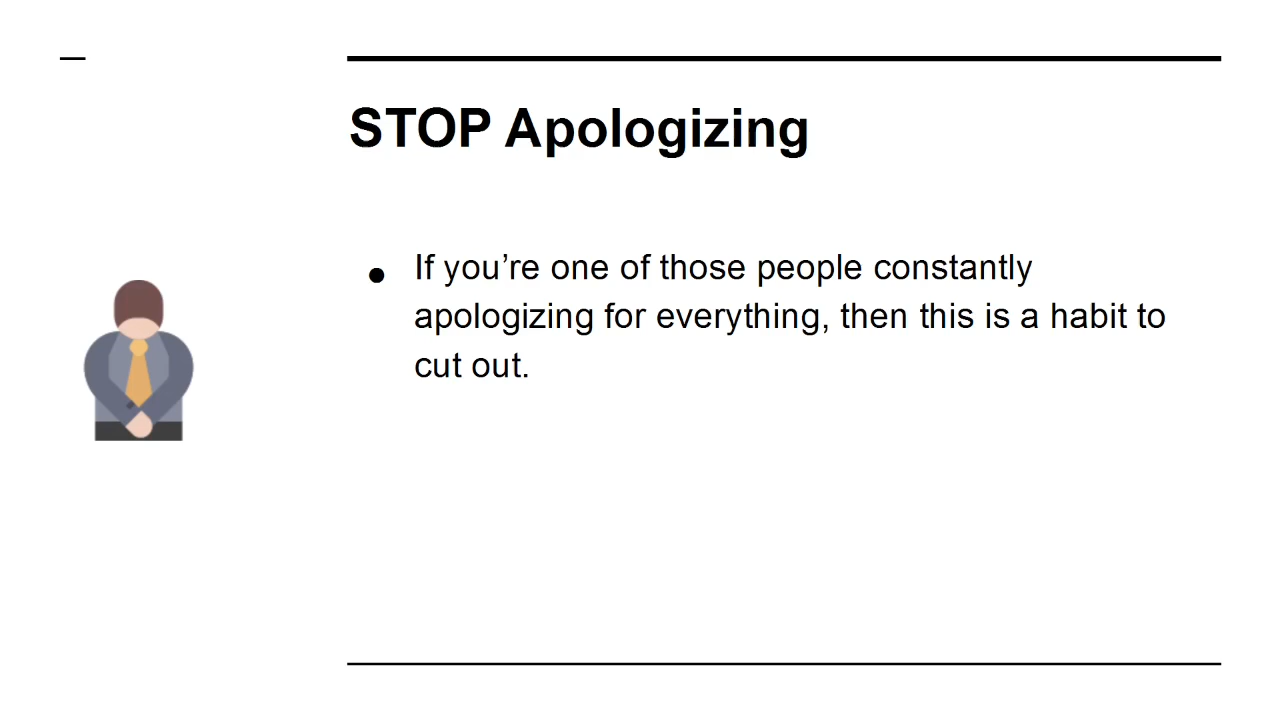 STOP Apologizing
● If you’re one of those people constantly
apologizing for everything, then this is a habit to
cut out.